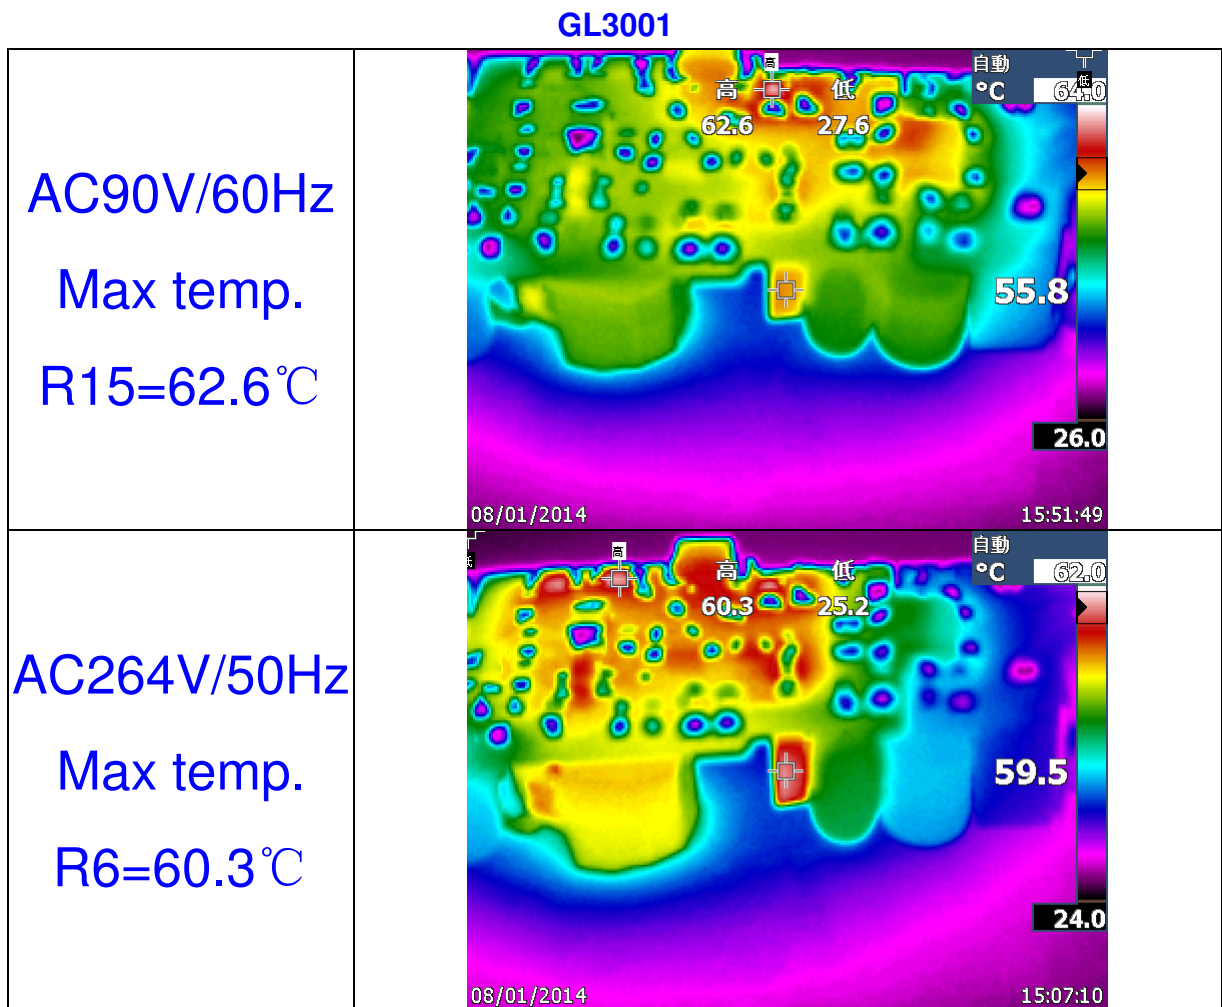 GL3001
AC90V/60Hz
Max temp.
R15=62.6℃
高
自動
高 低 低
°C 64.0
62.6 27.6
55.8
26.0
08/01/2014 15:51:49
AC264V/50Hz
Max temp.
R6=60.3℃
自動
高
高 低
°C 62.0
60.3 25.2
59.5
24.0
08/01/2014 15:07:10